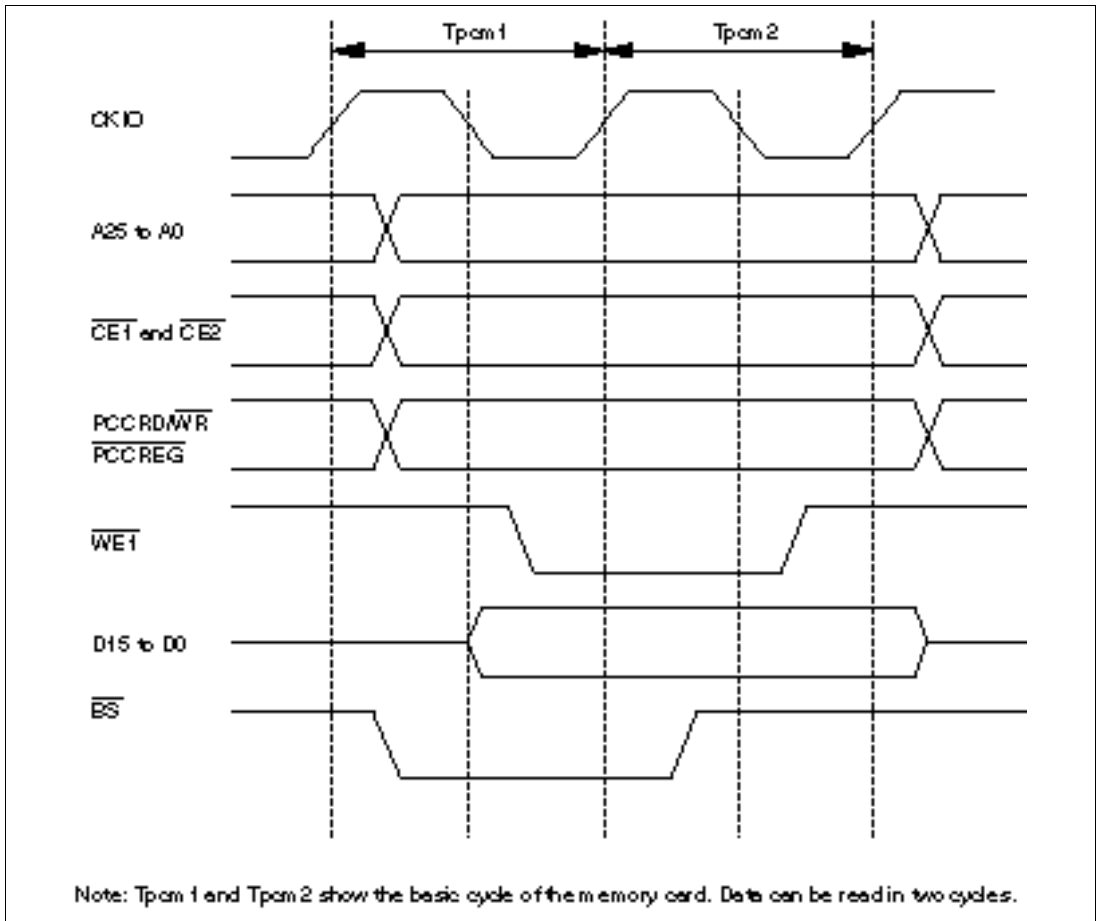 Tpcm1 Tpcm2
CKIO
A25 to A0
CE1 and CE2
PCCRD/WR
PCCREG
WE1
D15 to D0
BS
Note: Tpcm1 and Tpcm2 show the basic cycle of the memory card. Data can be read in two cycles.